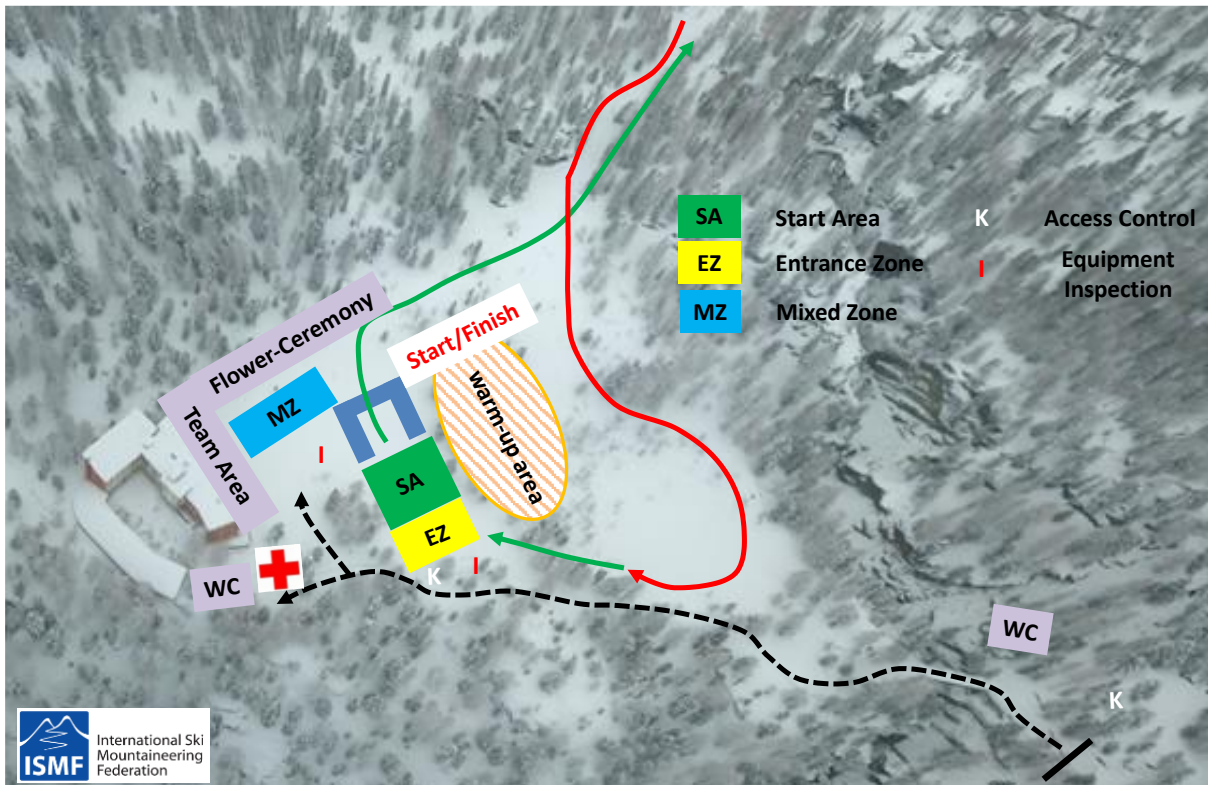 SA Start Area K Access Control
EZ Entrance Zone I Equipment
Inspection
MZ Mixed Zone
Flower-Ceremony
Start/Finish
MZ
Team Area
warm-up area
I
SA
EZ
K I
WC
WC
K
ISMF
International Ski
Mountaineering
Federation